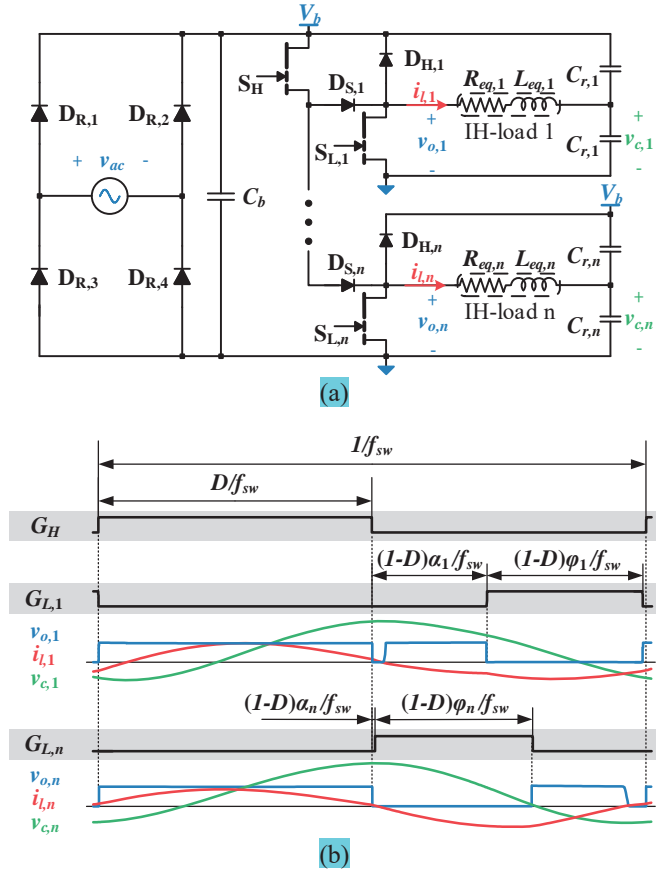 V_b
S_H
D_S,1
D_H,1
i_l,1
R_eq,1 L_eq,1
C_r,1
D_R,1
D_R,2
S_L,1
+
v_o,1
-
IH-load 1
C_r,1
+
v_c,1
-
+ v_ac -
C_b
V_b
D_R,3
D_R,4
D_S,n
D_H,n
i_l,n
R_eq,n L_eq,n
C_r,n
S_L,n
+
v_o,n
-
IH-load n
C_r,n
+
v_c,n
-
(a)
1/f_sw
D/f_sw
G_H
(1-D)α_1/f_sw (1-D)φ_1/f_sw
G_L,1
v_o,1
i_l,1
v_c,1
(1-D)α_n/f_sw (1-D)φ_n/f_sw
G_L,n
v_o,n
i_l,n
v_c,n
(b)